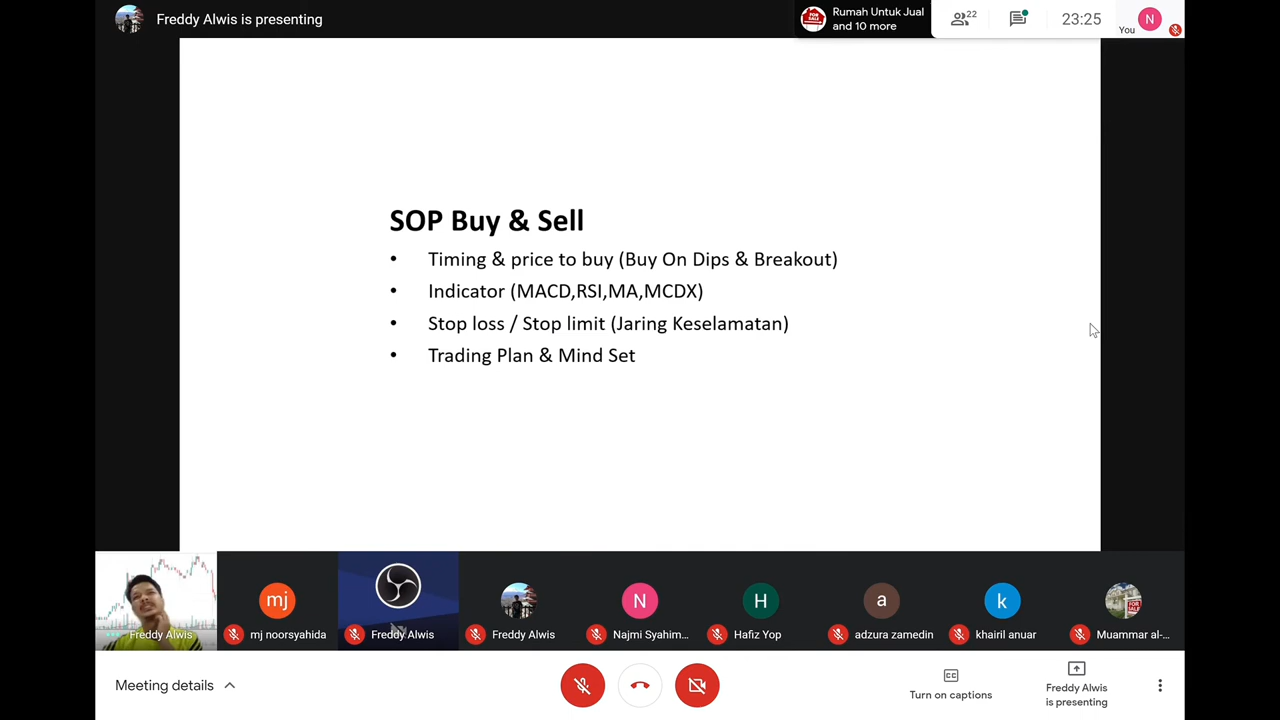 Freddy Alwis is presenting
Rumah Untuk Jual
and 10 more
22
23:25
You
N
SOP Buy & Sell
• Timing & price to buy (Buy On Dips & Breakout)
• Indicator (MACD,RSI,MA,MCDX)
• Stop loss / Stop limit (Jaring Keselamatan)
• Trading Plan & Mind Set
mj
N
H
a
k
FOR SALE
Freddy Alwis
mj noorsyahida
Freddy Alwis
Freddy Alwis
Najmi Syahim...
Hafiz Yop
adzura zamedin
khairil anuar
Muammar al-...
Meeting details
Turn on captions
Freddy Alwis
is presenting